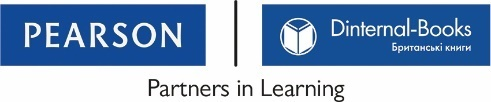 PEARSON
Dinternal-Books
Британські книги
Partners in Learning